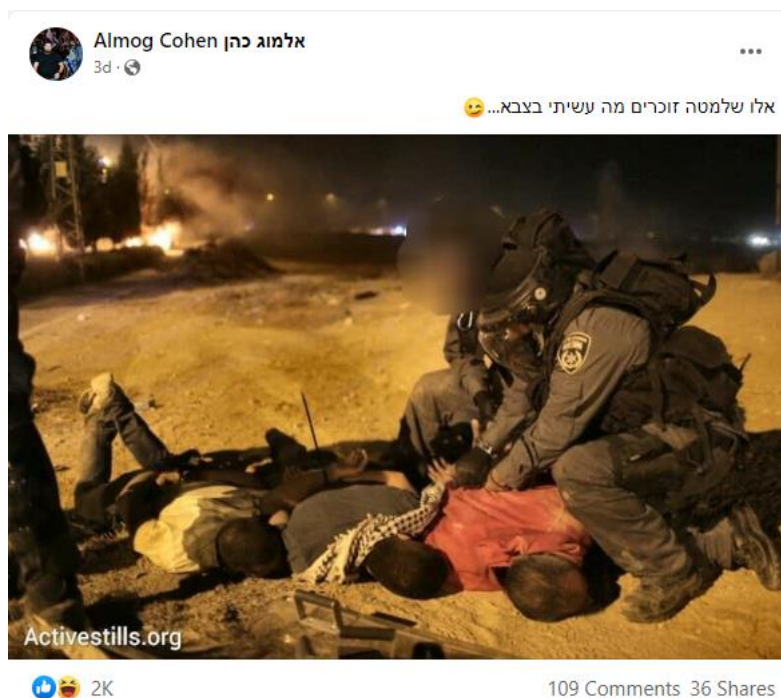 Almog Cohen אלמוג כהן
3d ·
אלו שלמטה זוכרים מה עשיתי בצבא...
Activestills.org
2K
109 Comments 36 Shares